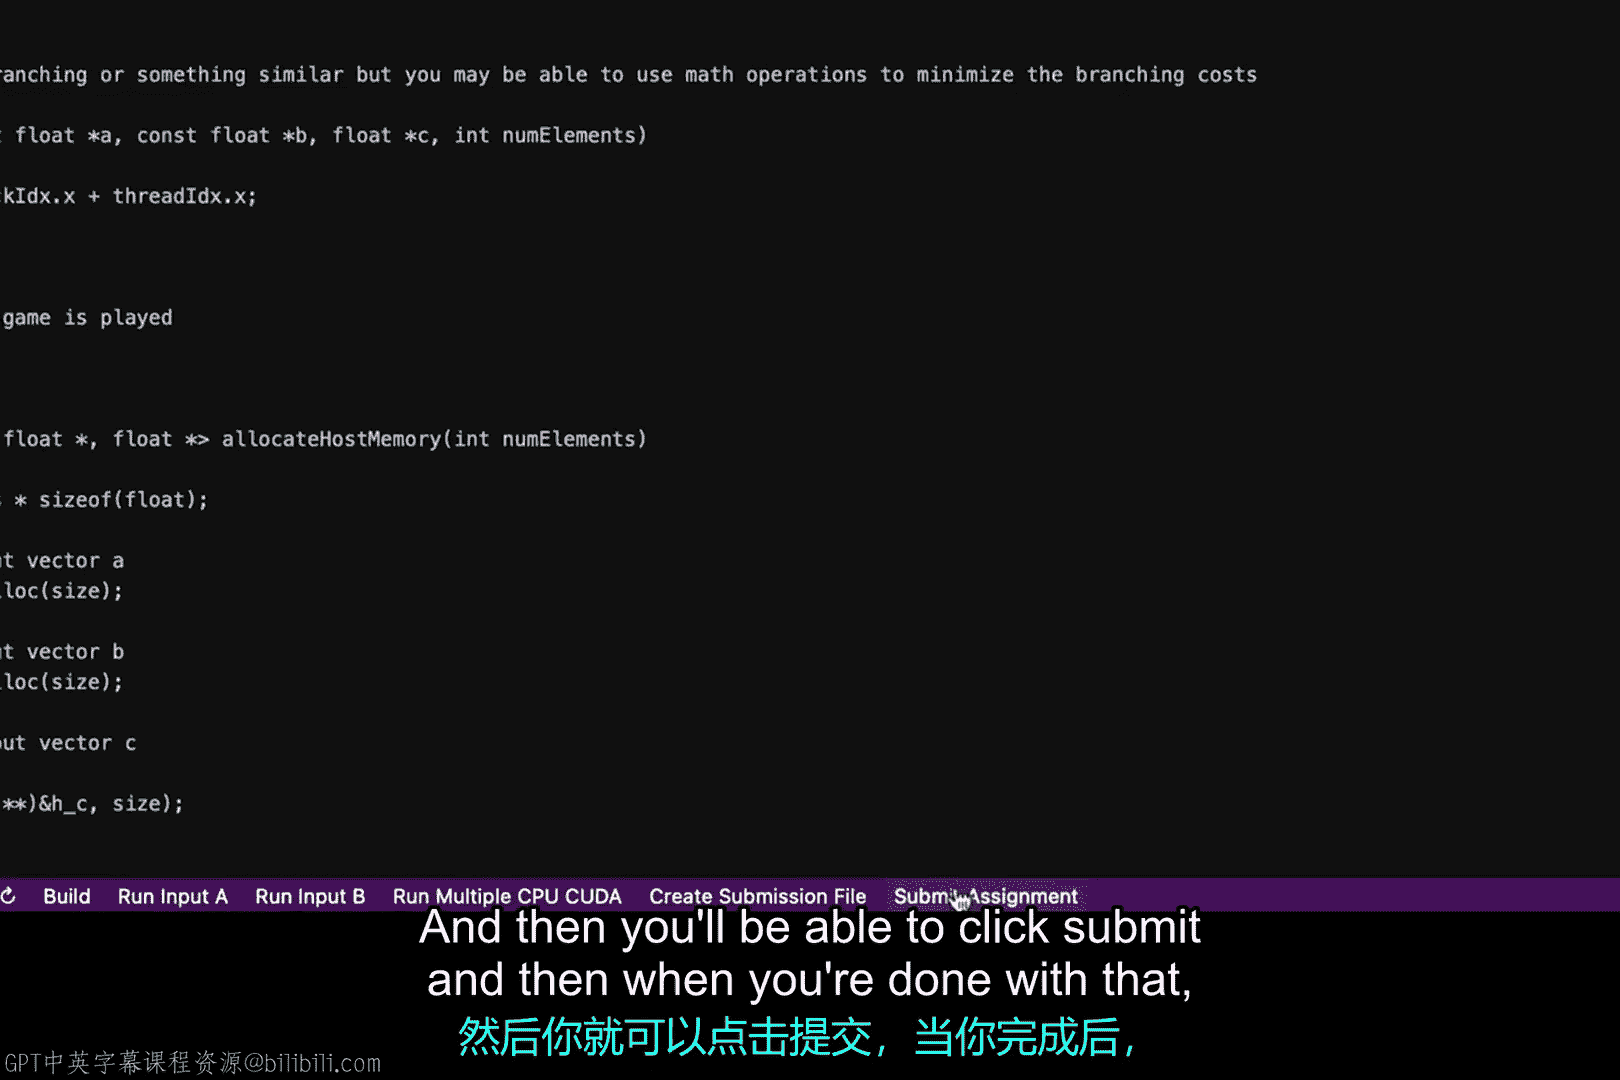 ranching or something similar but you may be able to use math operations to minimize the branching costs
float *a, const float *b, float *c, int numElements)
ckIdx.x + threadIdx.x;
game is played
float *, float *> allocateHostMemory(int numElements)
* sizeof(float);
t vector a
lloc(size);
t vector b
lloc(size);
out vector c
**)&h_c, size);
Build Run Input A Run Input B Run Multiple CPU CUDA Create Submission File Submit Assignment
And then you'll be able to click submit
and then when you're done with that,
然后你就可以点击提交，当你完成后，
GPT中英字幕课程资源@bilibili.com